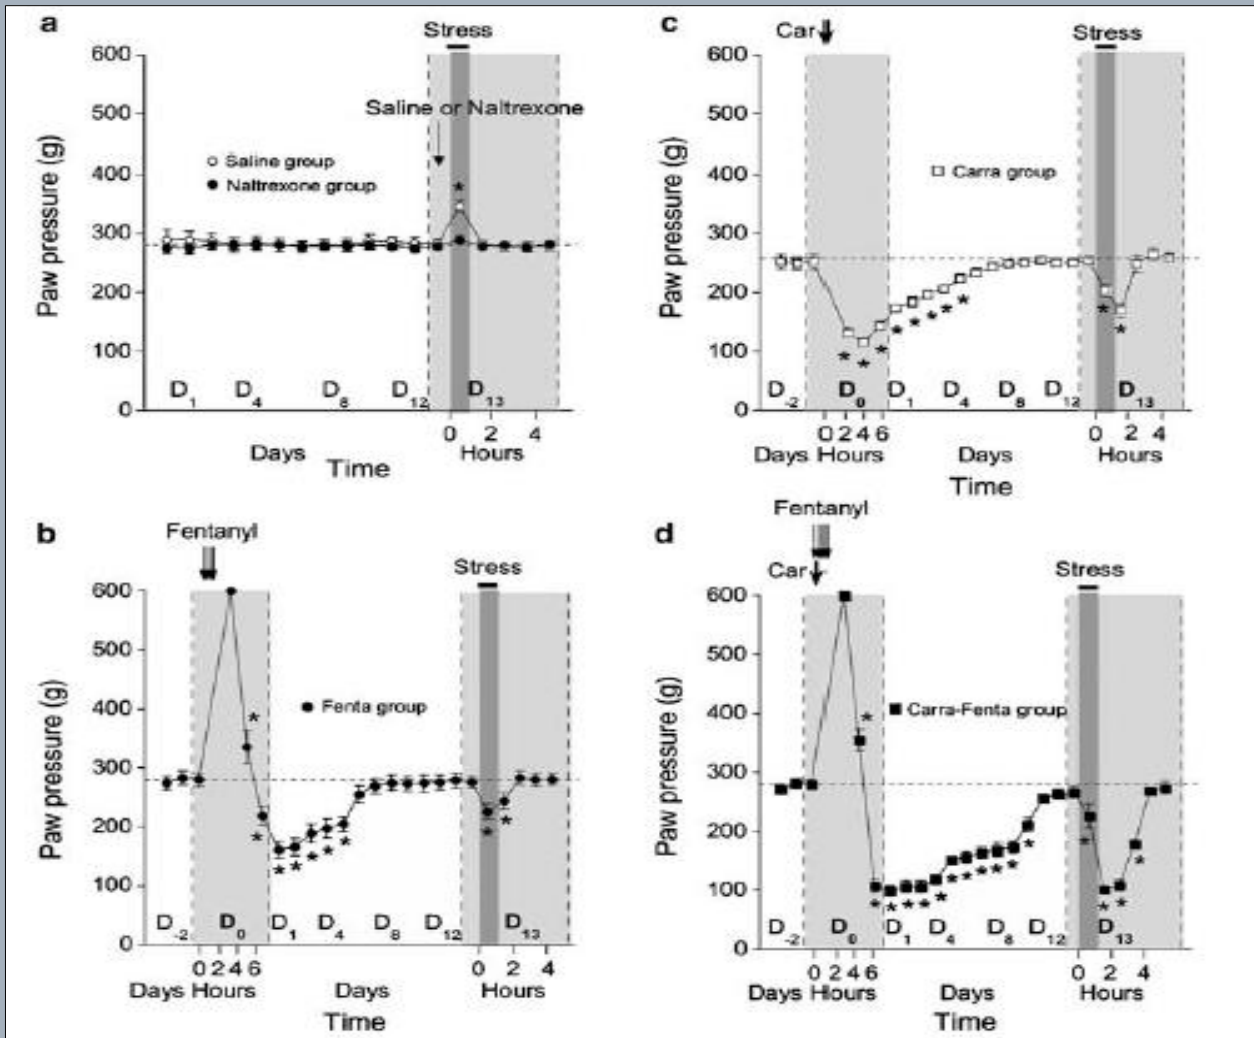 a
Stress
600
500
400
300
200
100
0
Paw pressure (g)
Saline or Naltrexone
Saline group
Naltrexone group
*
D1 D4 D8 D12 D13
0 2 4
Days Hours
Time
c
Car
Stress
600
500
400
300
200
100
0
Paw pressure (g)
Carra group
* * * * * * * * * *
D-2 D0 D1 D4 D8 D12 D13
0 2 4 6 0 2 4
Days Hours Days Hours
Time
b
Fentanyl
Stress
600
500
400
300
200
100
0
Paw pressure (g)
Fenta group
* * * * * * * * *
D-2 D0 D1 D4 D8 D12 D13
0 2 4 6 0 2 4
Days Hours Days Hours
Time
d
Fentanyl
Car
Stress
600
500
400
300
200
100
0
Paw pressure (g)
Carra-Fenta group
* * * * * * * * * * * * * * * *
D-2 D0 D1 D4 D8 D12 D13
0 2 4 6 0 2 4
Days Hours Days Hours
Time